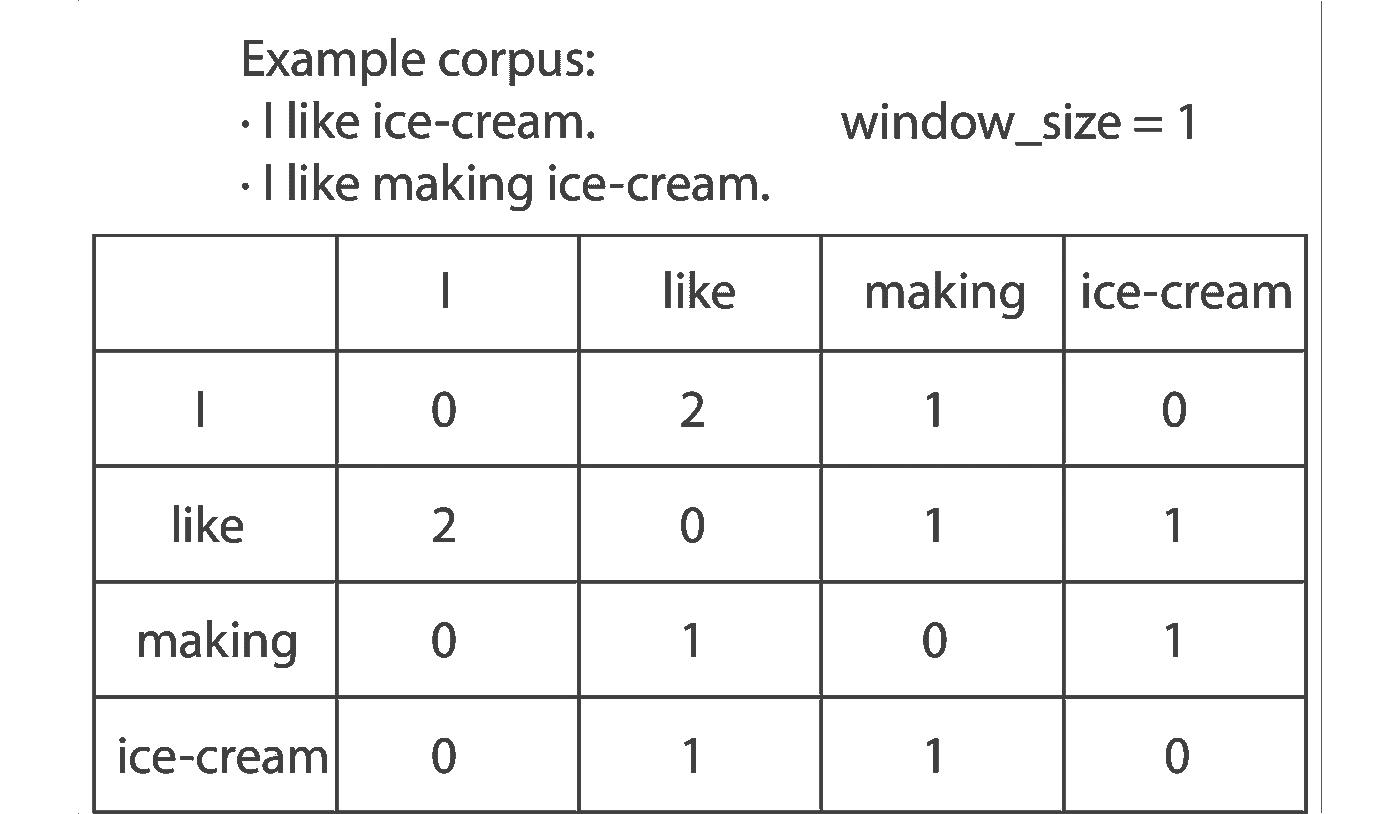 Example corpus:
· I like ice-cream. window_size = 1
· I like making ice-cream.
I like making ice-cream
I 0 2 1 0
like 2 0 1 1
making 0 1 0 1
ice-cream 0 1 1 0